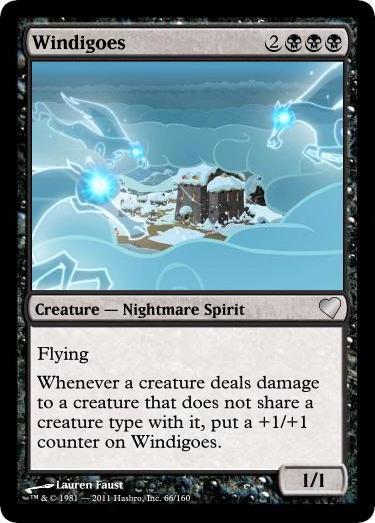 Windigoes 2
Creature — Nightmare Spirit
Flying
Whenever a creature deals damage
to a creature that does not share a
creature type with it, put a +1/+1
counter on Windigoes.
Lauren Faust
™ & © 1981 — 2011 Hasbro, Inc. 66/160
1/1